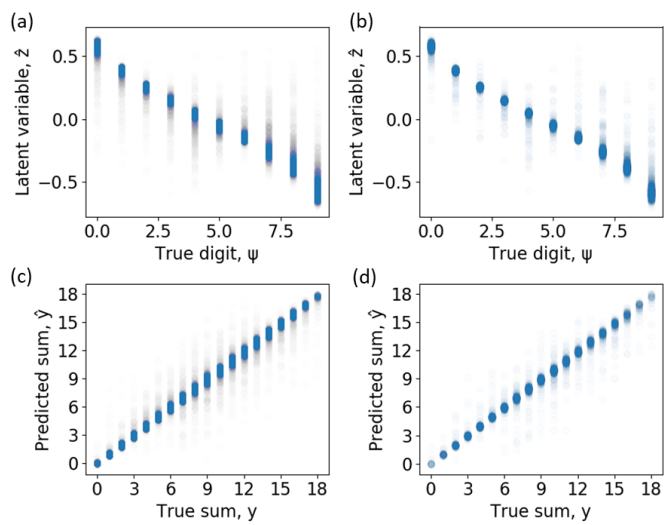 (a)
Latent variable, ẑ
0.5
0.0
−0.5
0.0 2.5 5.0 7.5
True digit, ψ
(b)
Latent variable, ẑ
0.5
0.0
−0.5
0.0 2.5 5.0 7.5
True digit, ψ
(c)
Predicted sum, ŷ
18
15
12
9
6
3
0
0 3 6 9 12 15 18
True sum, y
(d)
Predicted sum, ŷ
18
15
12
9
6
3
0
0 3 6 9 12 15 18
True sum, y